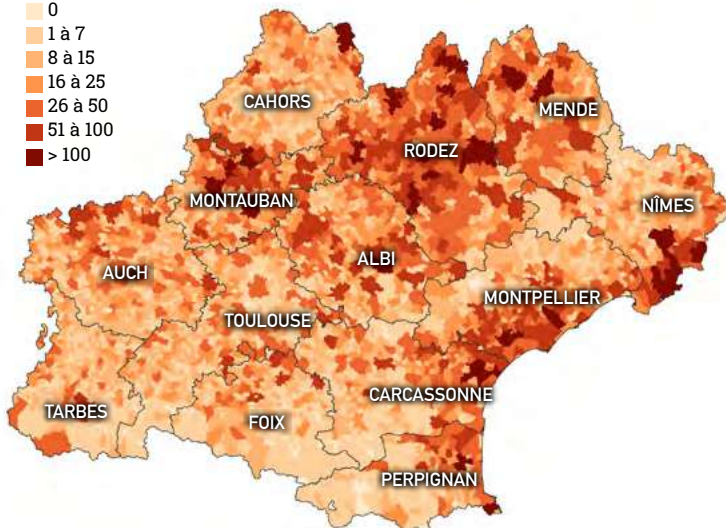 0
1 à 7
8 à 15
16 à 25
26 à 50
51 à 100
> 100
CAHORS
MENDE
RODEZ
MONTAUBAN
NÎMES
ALBI
AUCH
MONTPELLIER
TOULOUSE
CARCASSONNE
TARBES
FOIX
PERPIGNAN